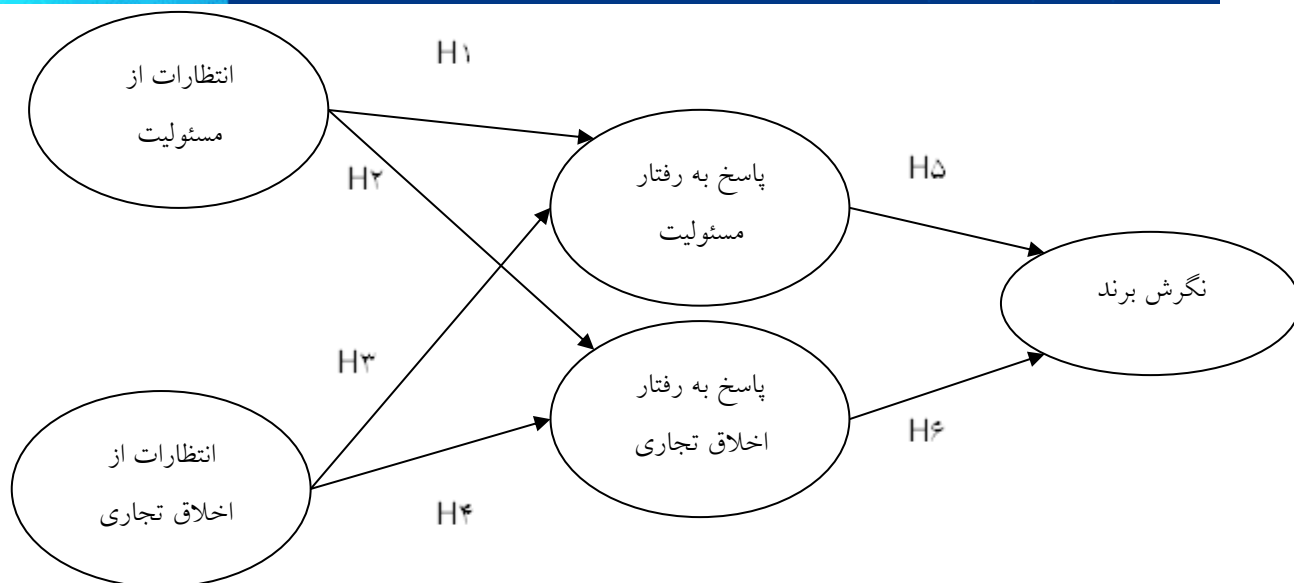 H۱
انتظارات از
مسئولیت
H۲
پاسخ به رفتار
مسئولیت
H۵
نگرش برند
H۳
پاسخ به رفتار
اخلاق تجاری
H۶
انتظارات از
اخلاق تجاری
H۴